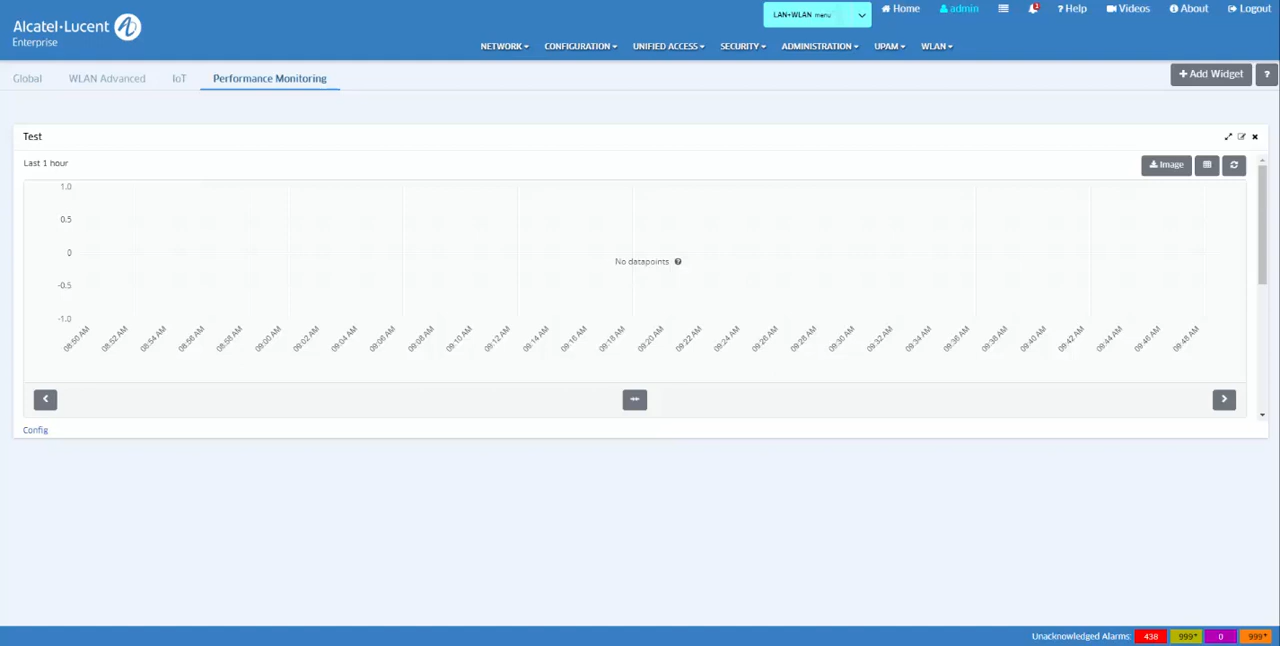 Alcatel·Lucent
Enterprise
LAN+WLAN menu
Home
admin
1
? Help
Videos
About
Logout
NETWORK
CONFIGURATION
UNIFIED ACCESS
SECURITY
ADMINISTRATION
UPAM
WLAN
Global
WLAN Advanced
IoT
Performance Monitoring
+ Add Widget
?
Test
Last 1 hour
Image
1.0
0.5
0
-0.5
-1.0
No datapoints ?
08:50 AM
08:52 AM
08:54 AM
08:56 AM
08:58 AM
09:00 AM
09:02 AM
09:04 AM
09:06 AM
09:08 AM
09:10 AM
09:12 AM
09:14 AM
09:16 AM
09:18 AM
09:20 AM
09:22 AM
09:24 AM
09:26 AM
09:28 AM
09:30 AM
09:32 AM
09:34 AM
09:36 AM
09:38 AM
09:40 AM
09:42 AM
09:44 AM
09:46 AM
09:48 AM
Config
Unacknowledged Alarms: 438 999+ 0 999+